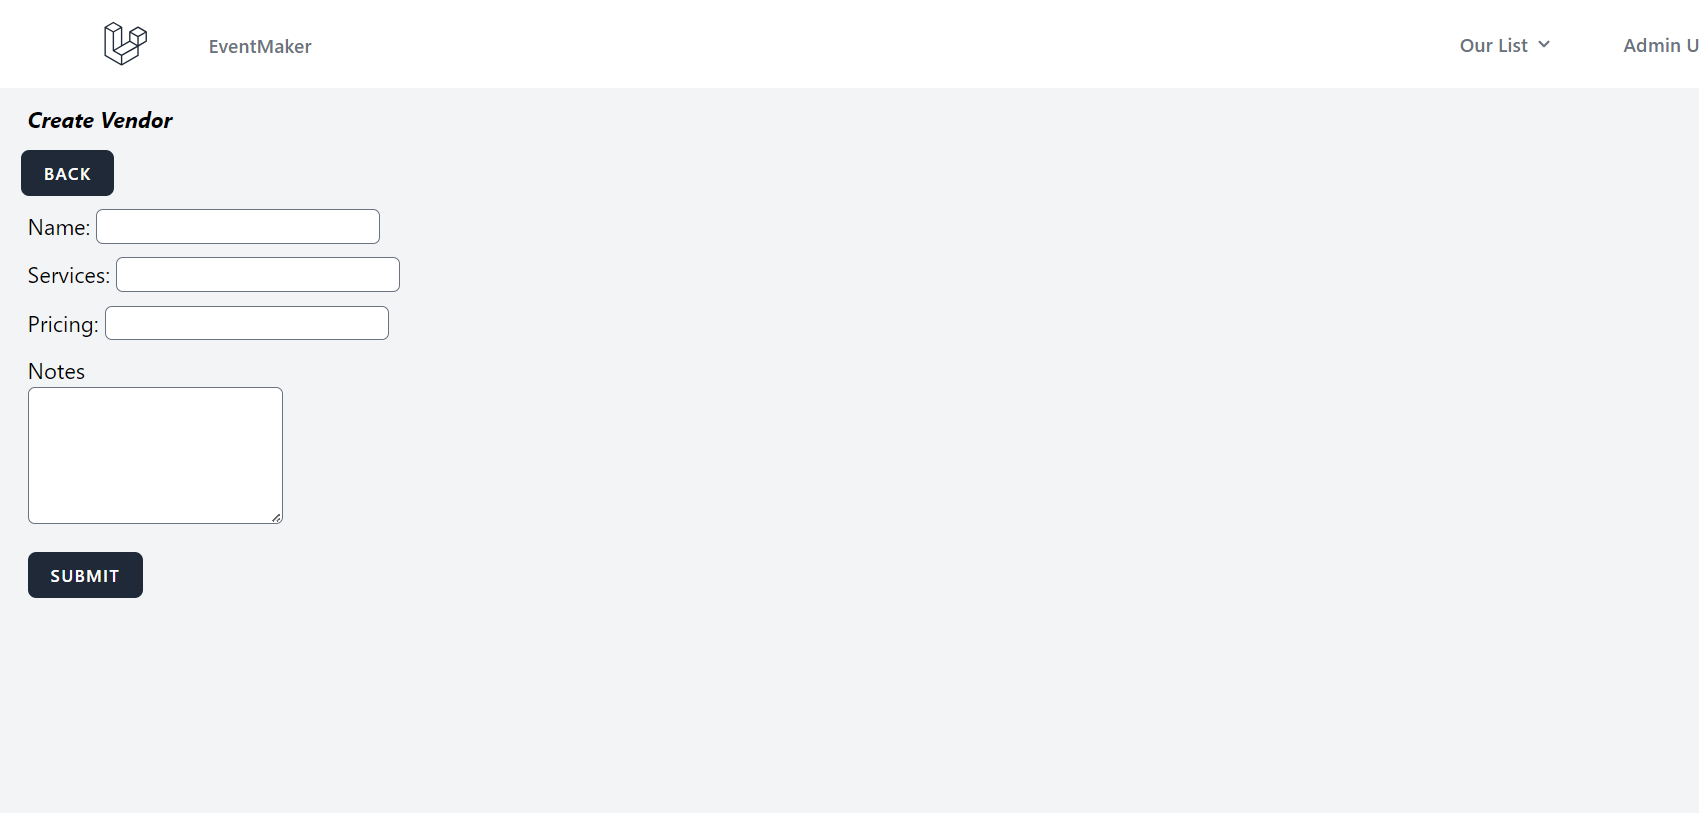 EventMaker
Our List
Admin U
Create Vendor
BACK
Name:
Services:
Pricing:
Notes
SUBMIT